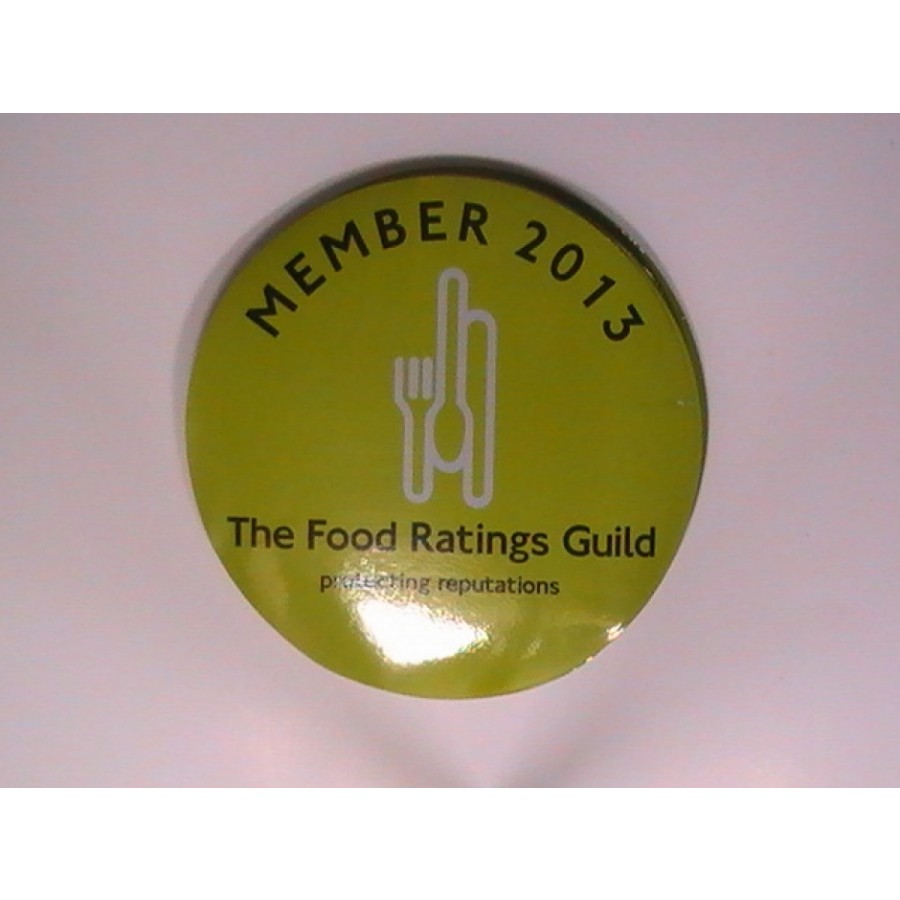 MEMBER 2013
The Food Ratings Guild
protecting reputations